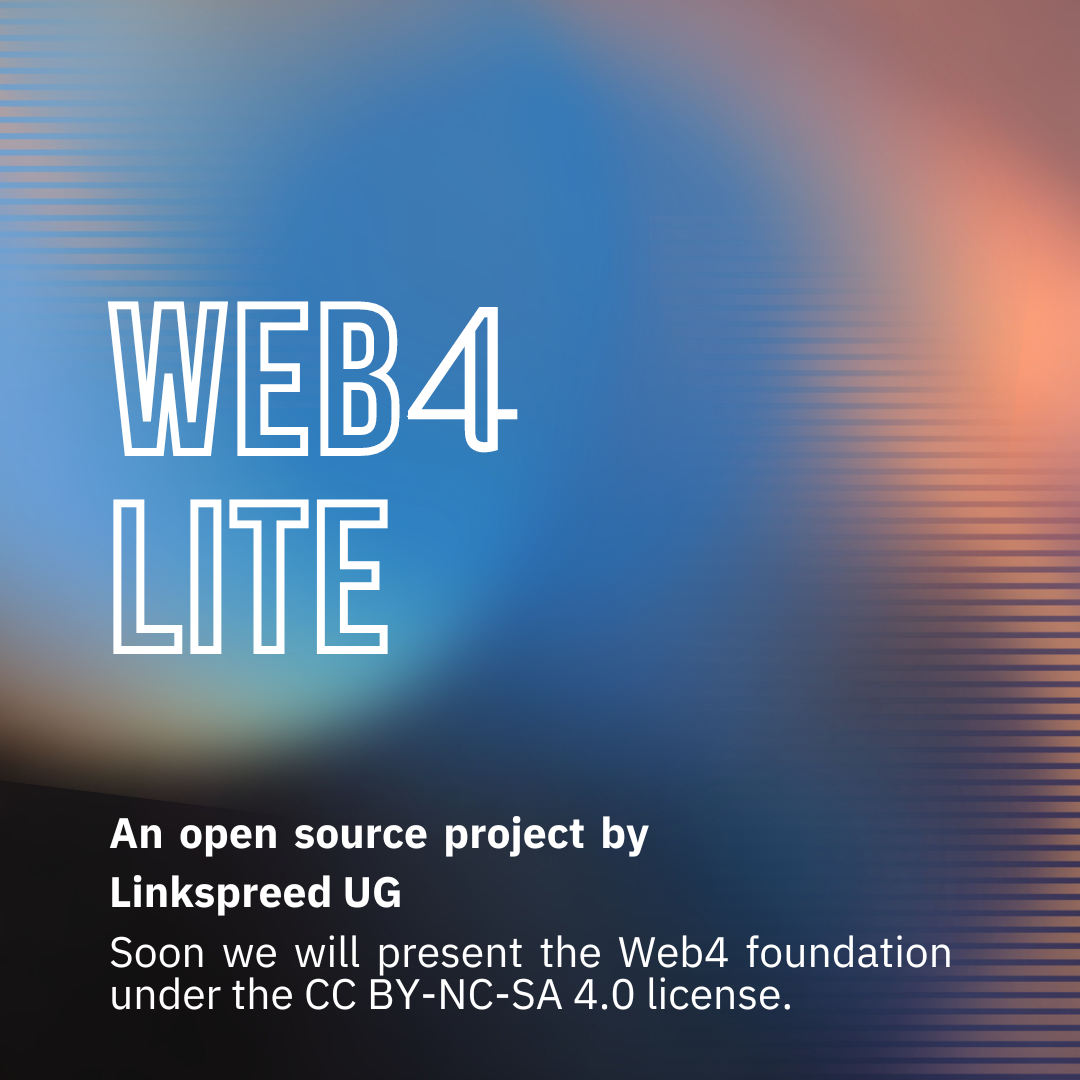 WEB4
LITE
An open source project by
Linkspreed UG
Soon we will present the Web4 foundation
under the CC BY-NC-SA 4.0 license.